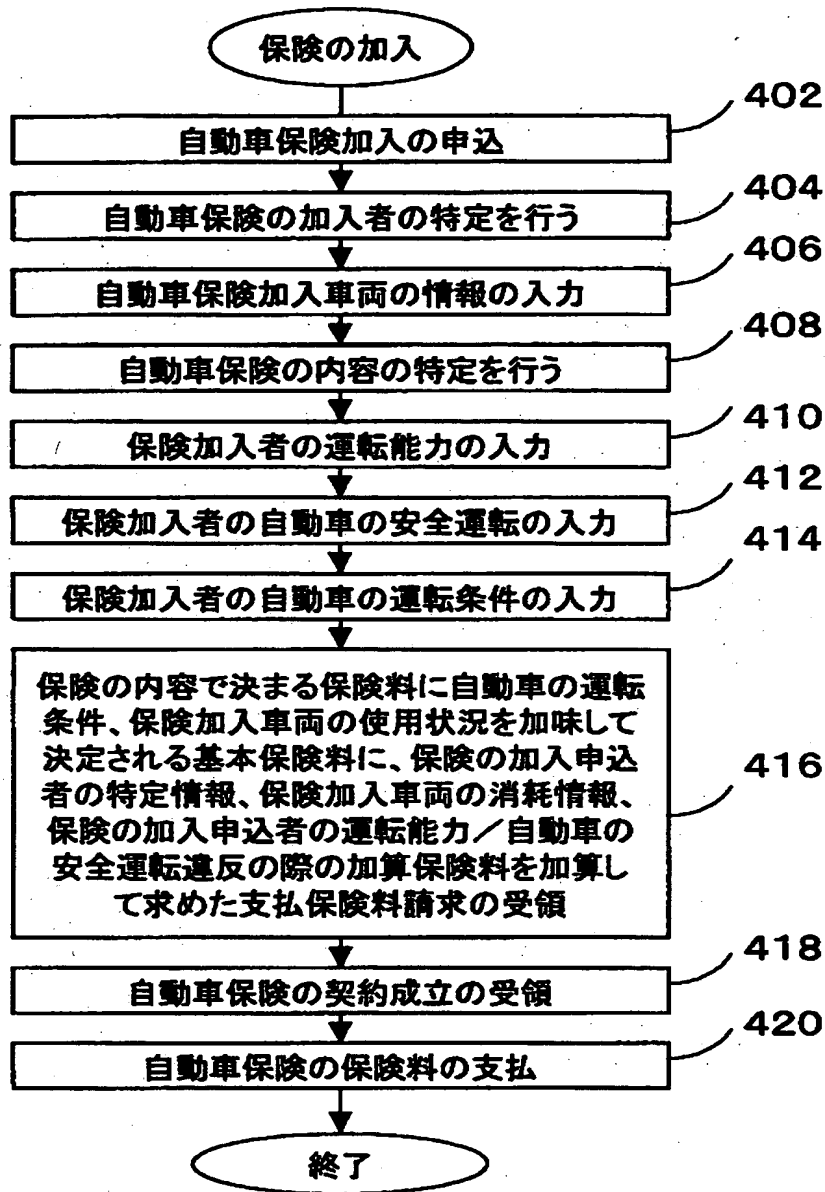 保険の加入
402
自動車保険加入の申込
404
自動車保険の加入者の特定を行う
406
自動車保険加入車両の情報の入力
408
自動車保険の内容の特定を行う
410
保険加入者の運転能力の入力
412
保険加入者の自動車の安全運転の入力
414
保険加入者の自動車の運転条件の入力
保険の内容で決まる保険料に自動車の運転
条件、保険加入車両の使用状況を加味して
決定される基本保険料に、保険の加入申込
者の特定情報、保険加入車両の消耗情報、
保険の加入申込者の運転能力／自動車の
安全運転違反の際の加算保険料を加算し
て求めた支払保険料請求の受領
416
418
自動車保険の契約成立の受領
420
自動車保険の保険料の支払
終了